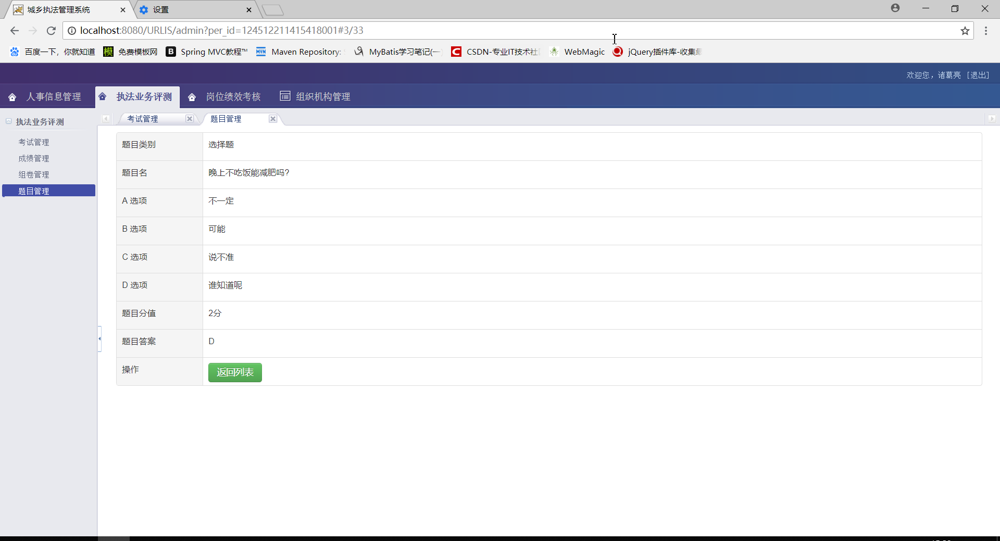 城乡执法管理系统
设置
localhost:8080/URLIS/admin?per_id=124512211415418001#3/33
百度一下，你就知道 模 免费模板网 B Spring MVC教程™ MVN Maven Repository: MyBatis学习笔记(一 C CSDN-专业IT技术社 WebMagic jQuery插件库-收集
欢迎您，诸葛亮 [退出]
人事信息管理 执法业务评测 岗位绩效考核 组织机构管理
执法业务评测
考试管理
成绩管理
组卷管理
题目管理
考试管理 题目管理
题目类别 选择题
题目名 晚上不吃饭能减肥吗?
A 选项 不一定
B 选项 可能
C 选项 说不准
D 选项 谁知道呢
题目分值 2分
题目答案 D
操作 返回列表